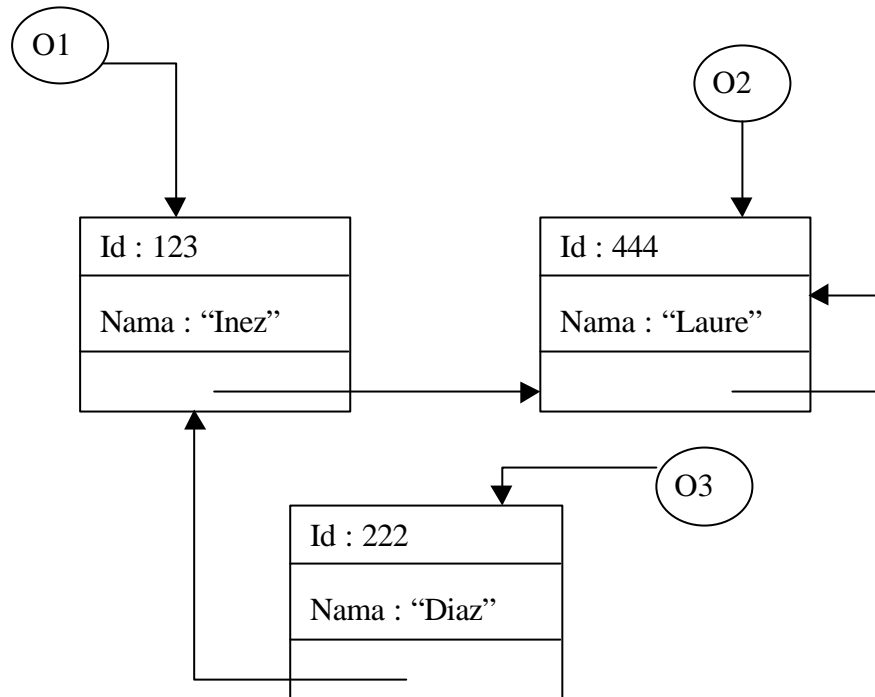 O1
O2
Id : 123
Nama : “Inez”
Id : 444
Nama : “Laure”
O3
Id : 222
Nama : “Diaz”